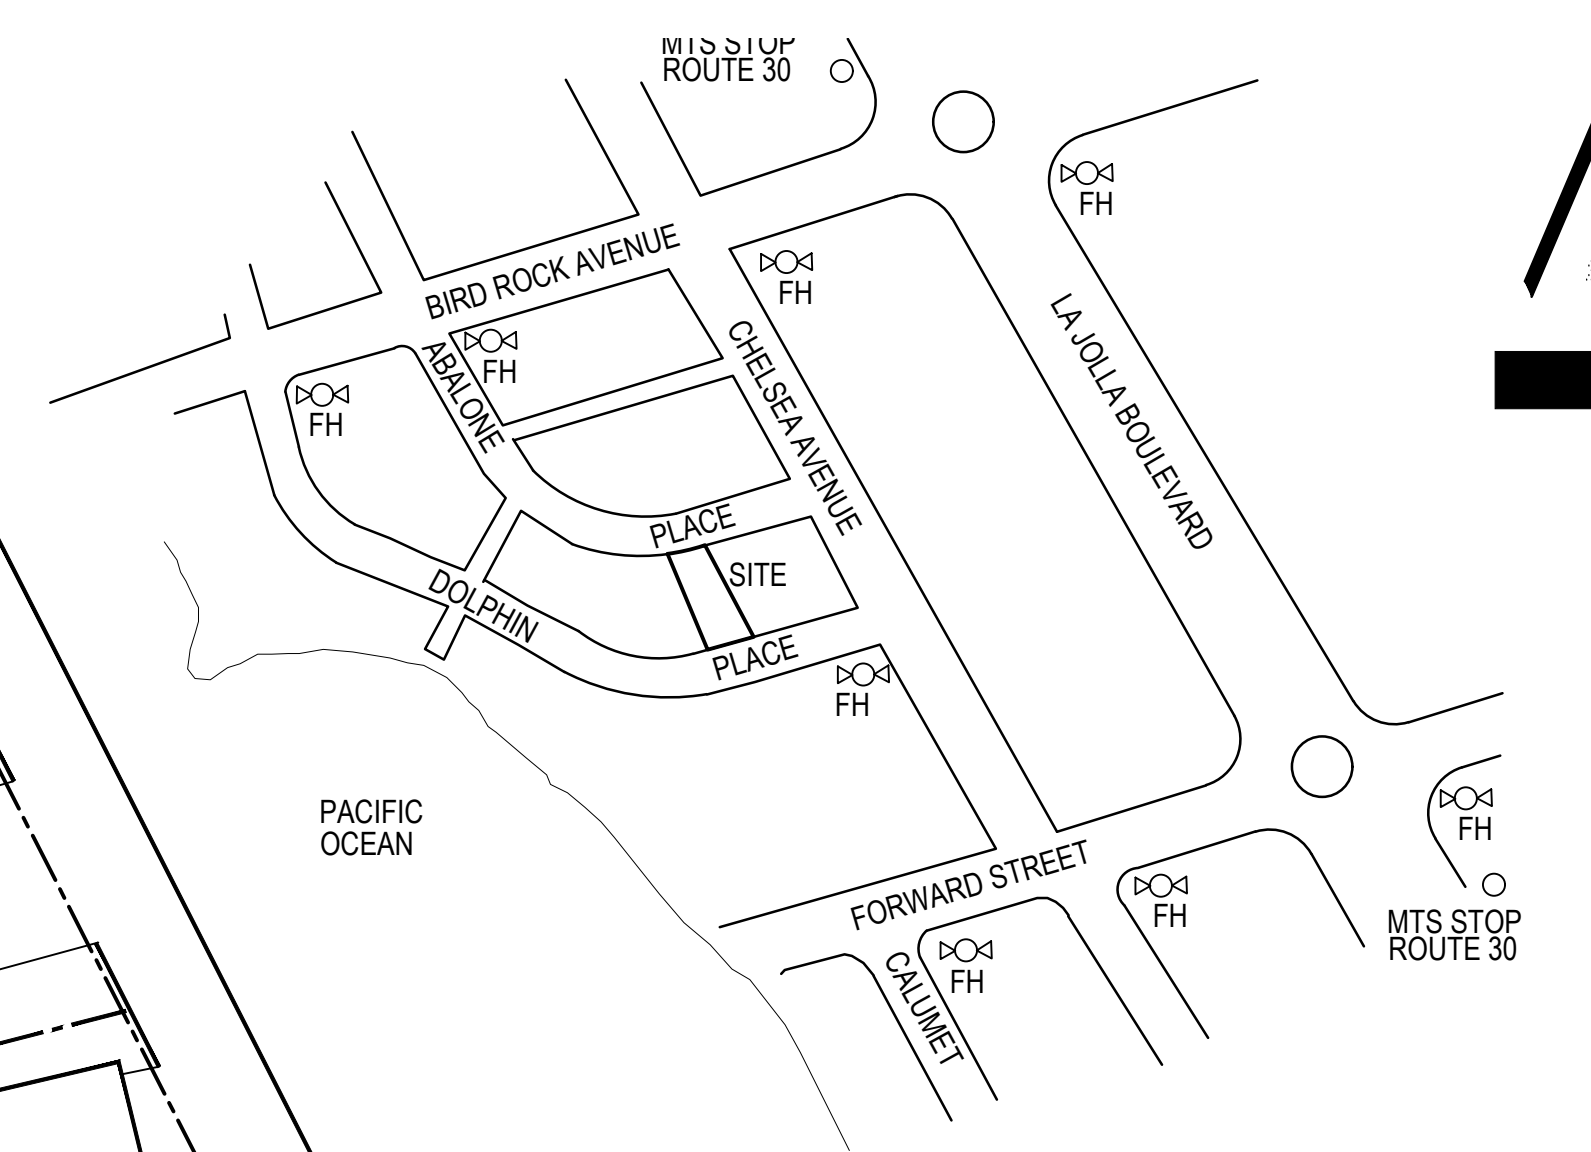 MTS STOP
ROUTE 30
FH
BIRD ROCK AVENUE
FH
ABALONE
FH
FH
CHELSEA AVENUE
LA JOLLA BOULEVARD
PLACE
SITE
DOLPHIN
PLACE
FH
PACIFIC
OCEAN
FH
FORWARD STREET
FH
MTS STOP
ROUTE 30
CALUMET
FH